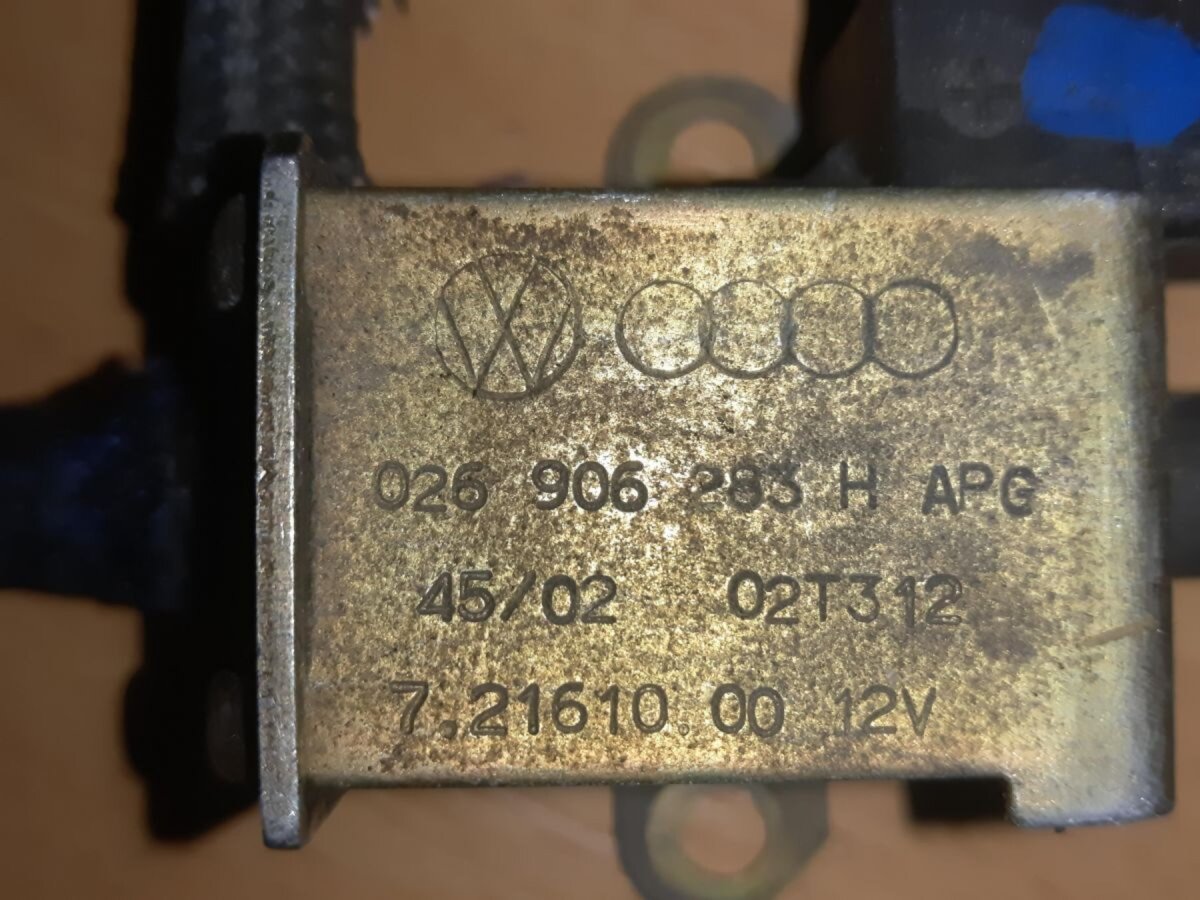 026 906 283 H APG
45/02 02T312
7.21610.00 12V